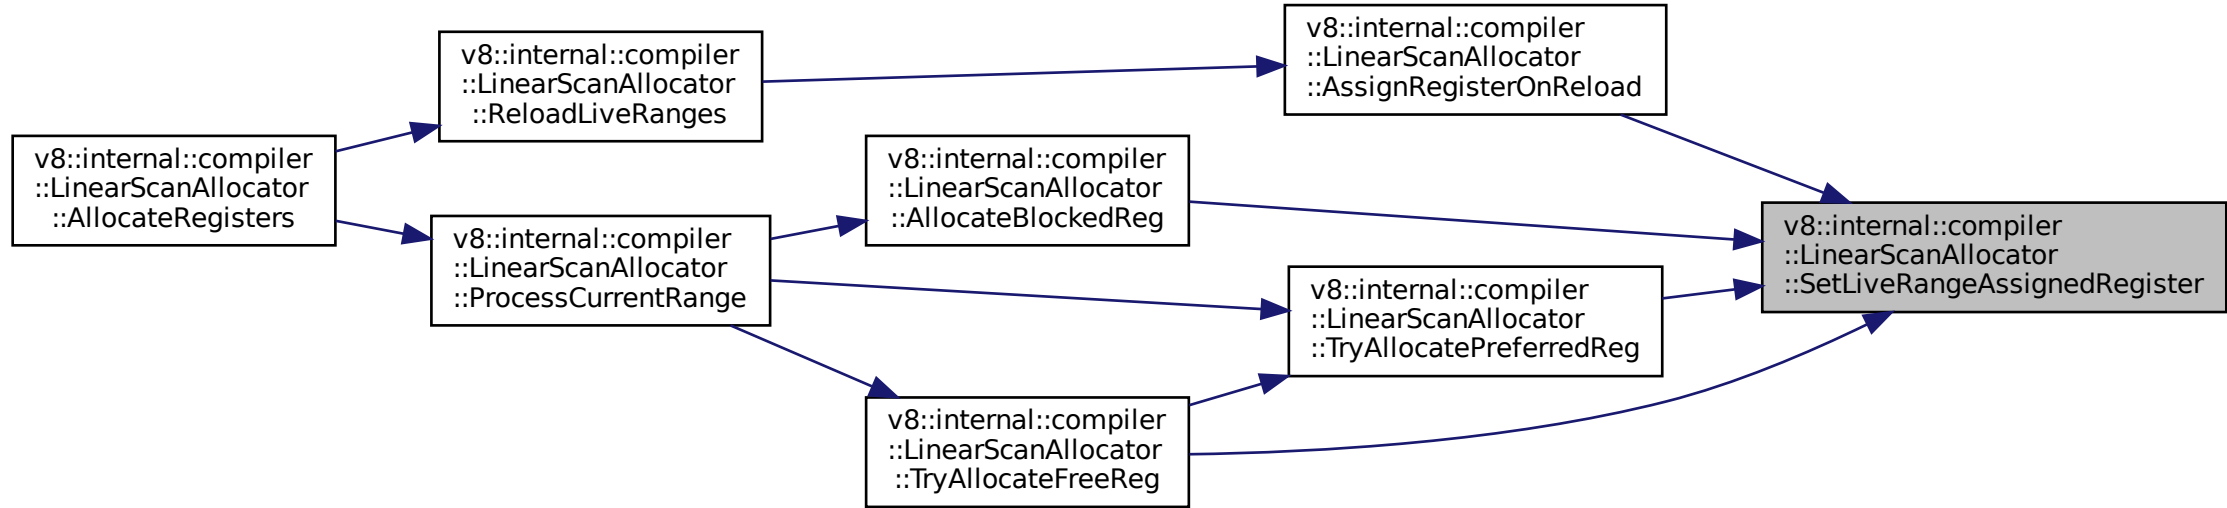 v8::internal::compiler
::LinearScanAllocator
::AllocateRegisters
v8::internal::compiler
::LinearScanAllocator
::ReloadLiveRanges
v8::internal::compiler
::LinearScanAllocator
::ProcessCurrentRange
v8::internal::compiler
::LinearScanAllocator
::AllocateBlockedReg
v8::internal::compiler
::LinearScanAllocator
::TryAllocateFreeReg
v8::internal::compiler
::LinearScanAllocator
::AssignRegisterOnReload
v8::internal::compiler
::LinearScanAllocator
::TryAllocatePreferredReg
v8::internal::compiler
::LinearScanAllocator
::SetLiveRangeAssignedRegister